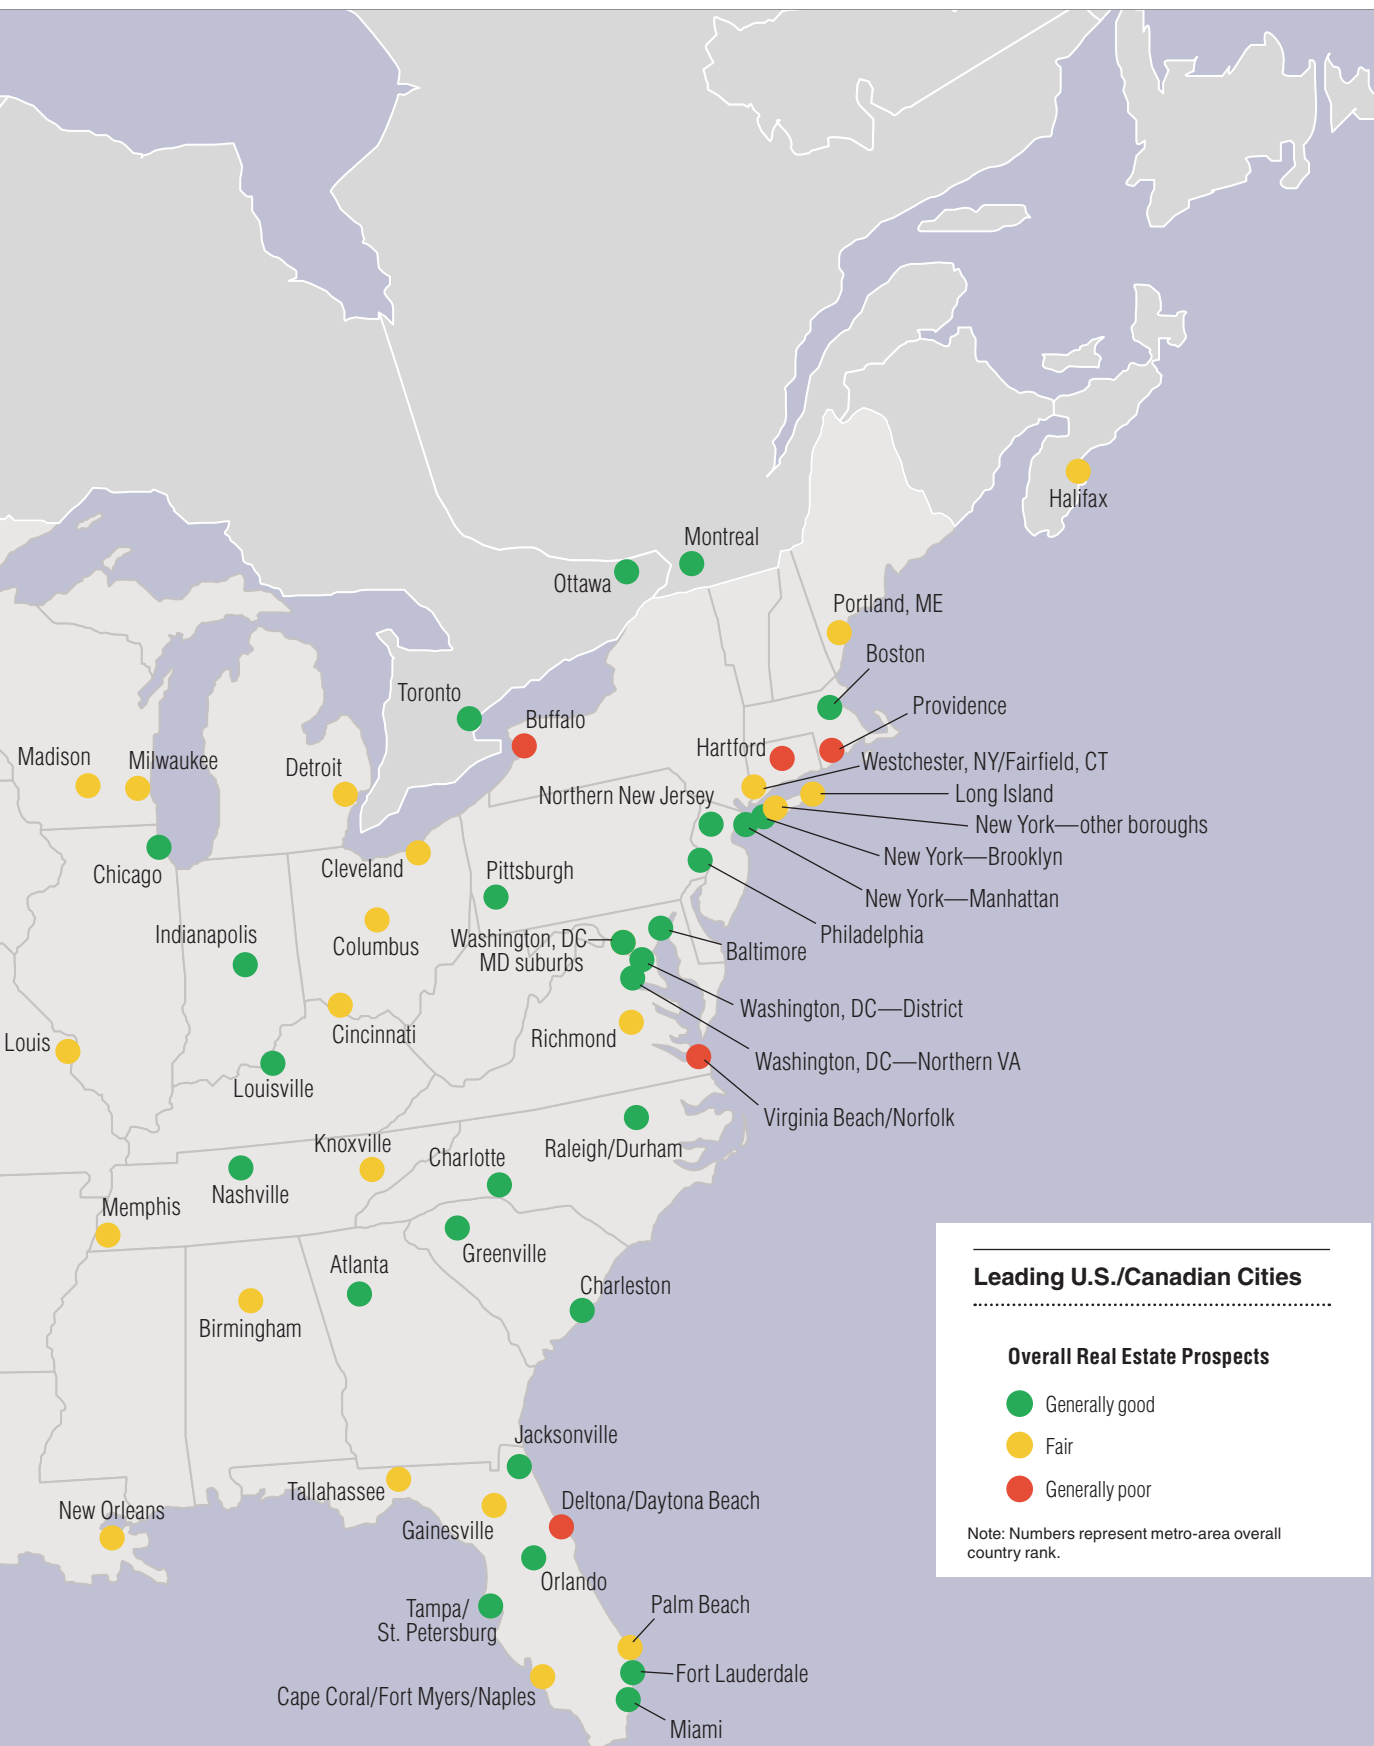 Halifax
Montreal
Ottawa
Portland, ME
Boston
Toronto
Providence
Buffalo
Hartford
Madison
Milwaukee
Westchester, NY/Fairfield, CT
Detroit
Northern New Jersey
Long Island
New York—other boroughs
New York—Brooklyn
Chicago
Cleveland
Pittsburgh
New York—Manhattan
Indianapolis
Columbus
Washington, DC
MD suburbs
Philadelphia
Baltimore
Washington, DC—District
Louis
Cincinnati
Richmond
Washington, DC—Northern VA
Louisville
Virginia Beach/Norfolk
Knoxville
Charlotte
Raleigh/Durham
Nashville
Memphis
Greenville
Atlanta
Charleston
Birmingham
Leading U.S./Canadian Cities
Overall Real Estate Prospects
Generally good
Fair
Generally poor
Note: Numbers represent metro-area overall
country rank.
Jacksonville
Tallahassee
Deltona/Daytona Beach
New Orleans
Gainesville
Orlando
Tampa/
St. Petersburg
Palm Beach
Fort Lauderdale
Cape Coral/Fort Myers/Naples
Miami